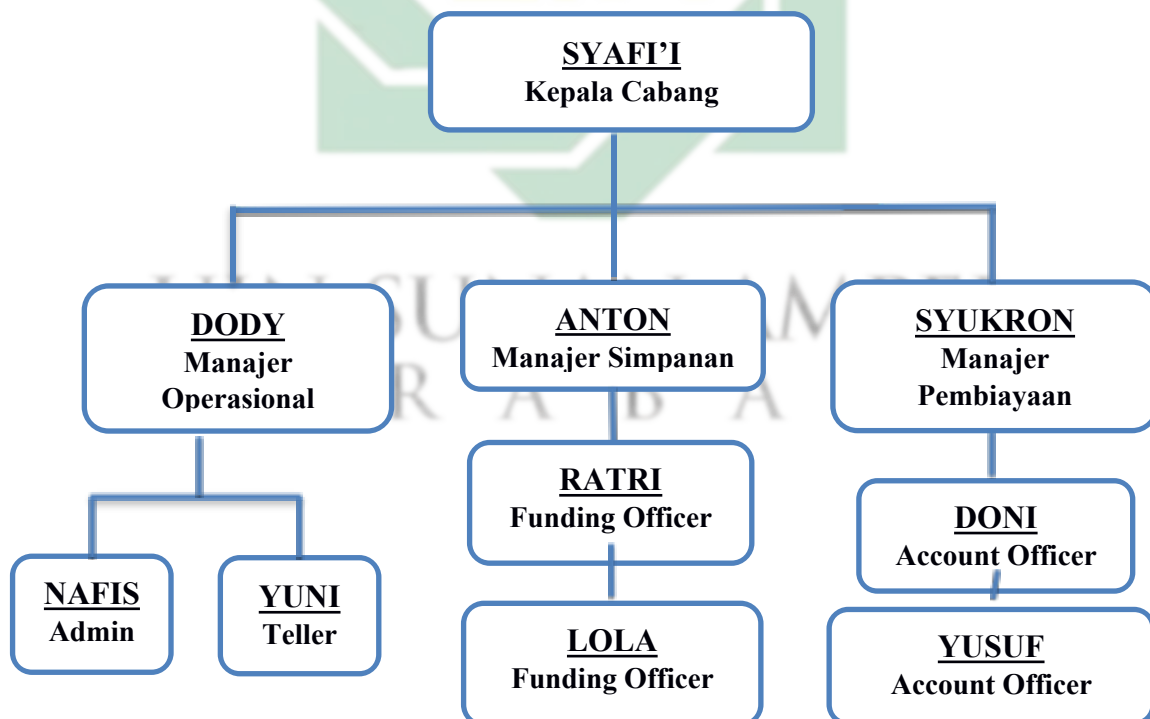 SYAFI’I
Kepala Cabang
DODY
Manajer
Operasional
ANTON
Manajer Simpanan
SYUKRON
Manajer
Pembiayaan
RATRI
Funding Officer
DONI
Account Officer
NAFIS
Admin
YUNI
Teller
LOLA
Funding Officer
YUSUF
Account Officer